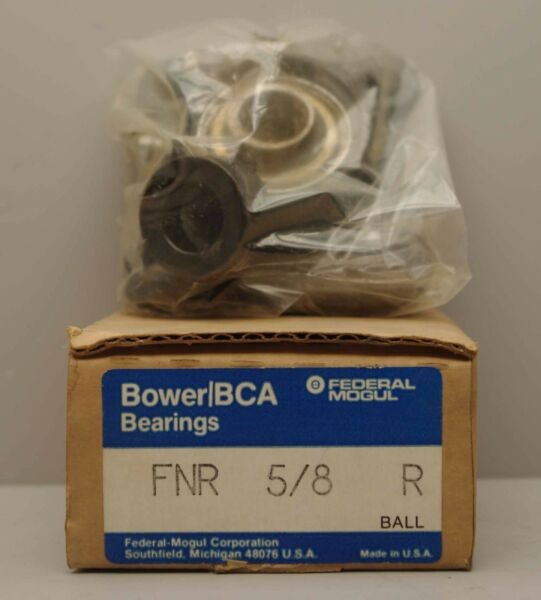 Bower/BCA
Bearings
FEDERAL
MOGUL
FNR 5/8 R
BALL
Federal-Mogul Corporation
Southfield, Michigan 48076 U.S.A.
Made in U.S.A.